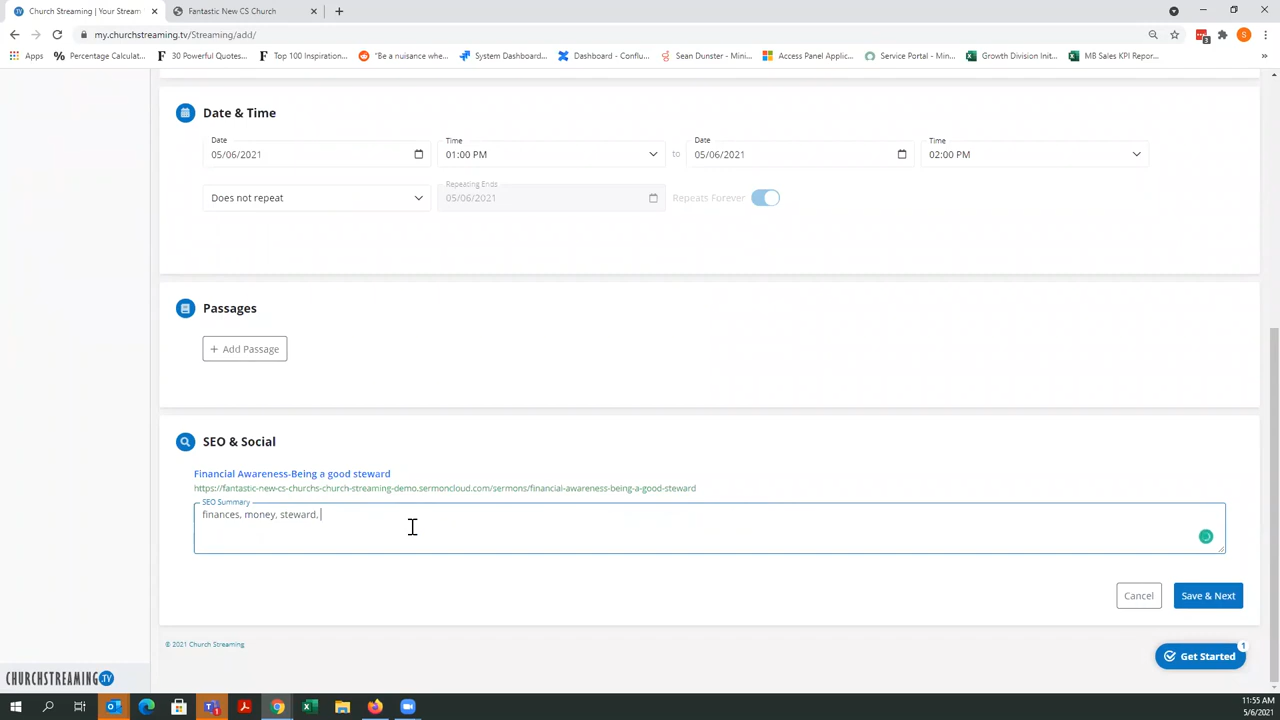 Church Streaming | Your Stream
Fantastic New CS Church
my.churchstreaming.tv/Streaming/add/
Apps
Percentage Calculat...
30 Powerful Quotes...
Top 100 Inspiration...
"Be a nuisance whe...
System Dashboard...
Dashboard - Conflu...
Sean Dunster - Mini...
Access Panel Applic...
Service Portal - Min...
Growth Division Init...
MB Sales KPI Repor...
»
Date & Time
Date
Time
Date
Time
05/06/2021
01:00 PM
to
05/06/2021
02:00 PM
Does not repeat
Repeating Ends
05/06/2021
Repeats Forever
Passages
+ Add Passage
SEO & Social
Financial Awareness-Being a good steward
https://fantastic-new-cs-churchs-church-streaming-demo.sermoncloud.com/sermons/financial-awareness-being-a-good-steward
SEO Summary
finances, money, steward,
Cancel
Save & Next
© 2021 Church Streaming
Get Started
1
CHURCHSTREAMING TV
11:55 AM
5/6/2021